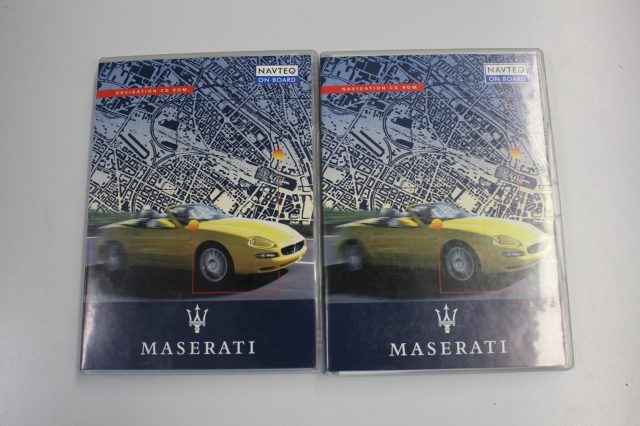 NAVTEQ
ON BOARD
NAVIGATION CD ROM
MASERATI
NAVTEQ
ON BOARD
NAVIGATION CD ROM
MASERATI